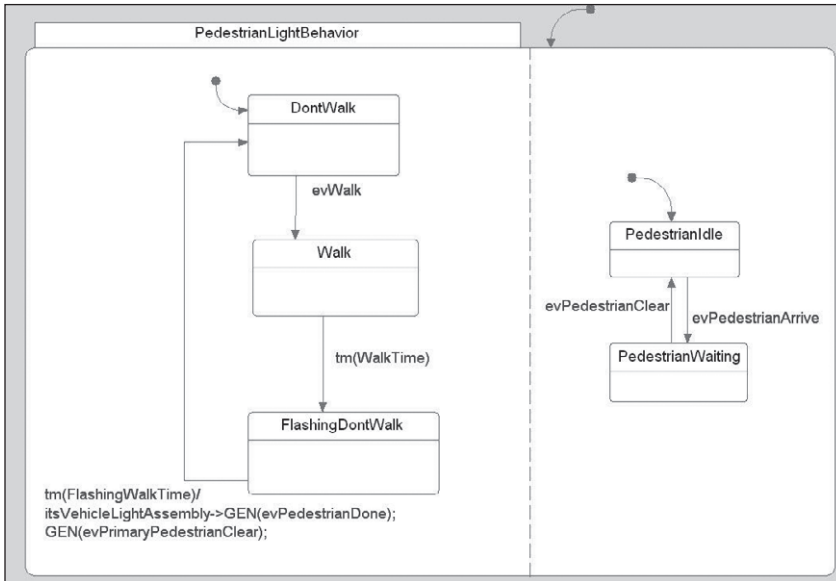 PedestrianLightBehavior
DontWalk
evWalk
Walk
tm(WalkTime)
FlashingDontWalk
tm(FlashingWalkTime)/
itsVehicleLightAssembly->GEN(evPedestrianDone);
GEN(evPrimaryPedestrianClear);
PedestrianIdle
evPedestrianClear
evPedestrianArrive
PedestrianWaiting